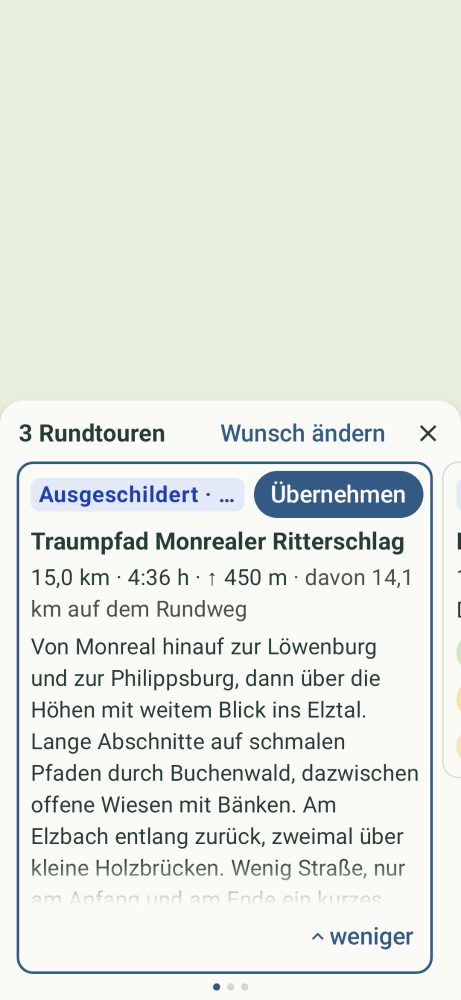 3 Rundtouren Wunsch ändern ×
Ausgeschildert · … Übernehmen
Traumpfad Monrealer Ritterschlag
15,0 km · 4:36 h · ↑ 450 m · davon 14,1
km auf dem Rundweg
Von Monreal hinauf zur Löwenburg
und zur Philippsburg, dann über die
Höhen mit weitem Blick ins Elztal.
Lange Abschnitte auf schmalen
Pfaden durch Buchenwald, dazwischen
offene Wiesen mit Bänken. Am
Elzbach entlang zurück, zweimal über
kleine Holzbrücken. Wenig Straße, nur
am Anfang und am Ende ein kurzes
weniger